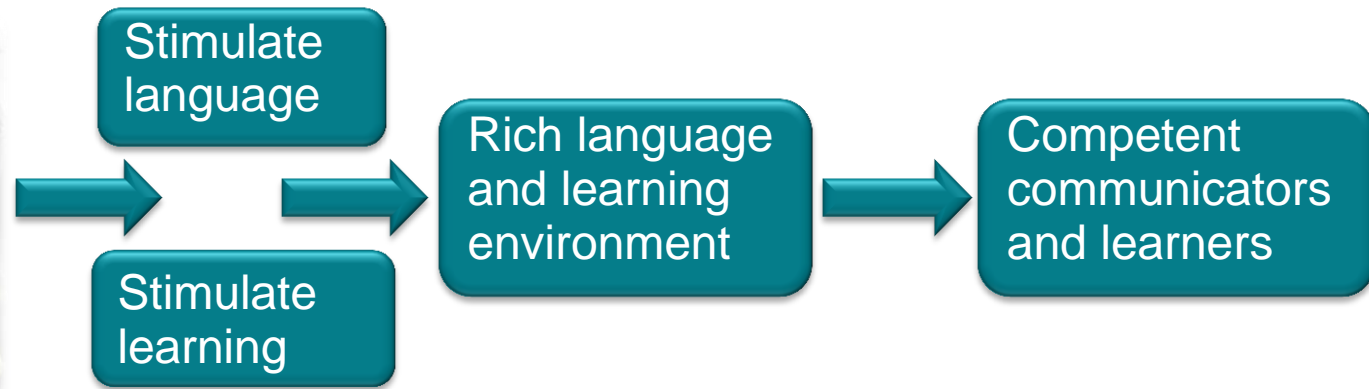 Stimulate
language
Stimulate
learning
Rich language
and learning
environment
Competent
communicators
and learners